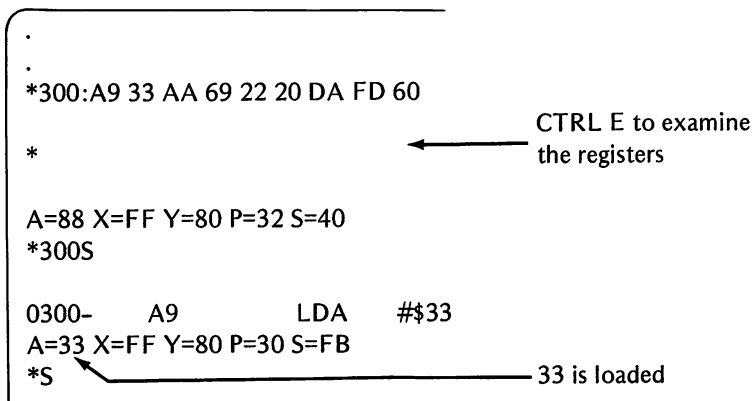 .
.
*300:A9 33 AA 69 22 20 DA FD 60
CTRL E to examine
the registers
*
A=88 X=FF Y=80 P=32 S=40
*300S
0300– A9 LDA #$33
A=33 X=FF Y=80 P=30 S=FB
*S
33 is loaded